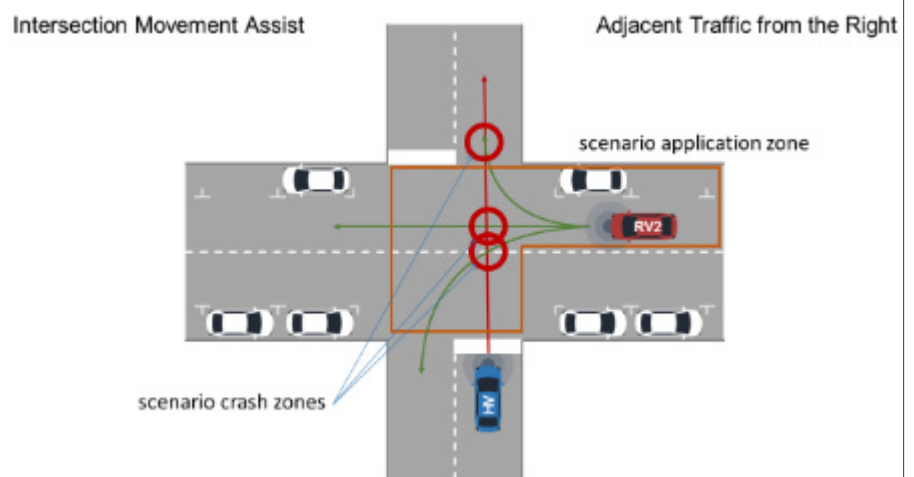 Intersection Movement Assist
Adjacent Traffic from the Right
scenario application zone
RV2
scenario crash zones
HV